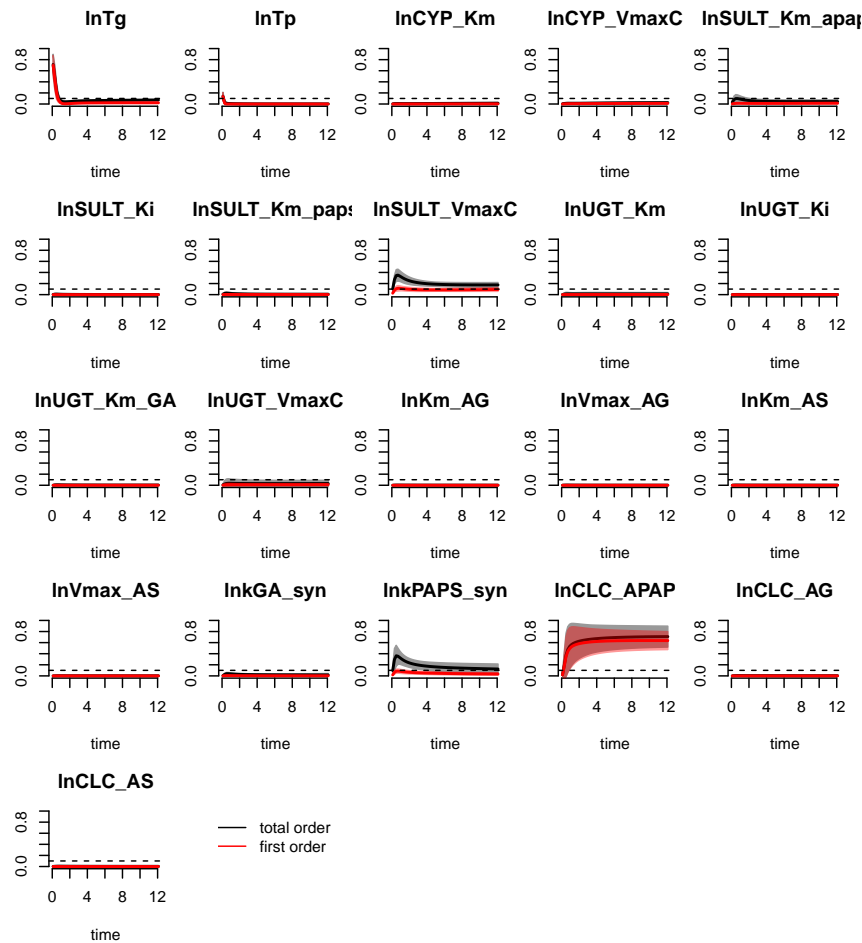 lnTg lnTp lnCYP_Km lnCYP_VmaxC lnSULT_Km_apap
0.0 0.8 0.0 0.8 0.0 0.8 0.0 0.8 0.0 0.8
0 4 8 12 0 4 8 12 0 4 8 12 0 4 8 12 0 4 8 12
time time time time time
lnSULT_Ki lnSULT_Km_paps lnSULT_VmaxC lnUGT_Km lnUGT_Ki
0.0 0.8 0.0 0.8 0.0 0.8 0.0 0.8 0.0 0.8
0 4 8 12 0 4 8 12 0 4 8 12 0 4 8 12 0 4 8 12
time time time time time
lnUGT_Km_GA lnUGT_VmaxC lnKm_AG lnVmax_AG lnKm_AS
0.0 0.8 0.0 0.8 0.0 0.8 0.0 0.8 0.0 0.8
0 4 8 12 0 4 8 12 0 4 8 12 0 4 8 12 0 4 8 12
time time time time time
lnVmax_AS lnkGA_syn lnkPAPS_syn lnCLC_APAP lnCLC_AG
0.0 0.8 0.0 0.8 0.0 0.8 0.0 0.8 0.0 0.8
0 4 8 12 0 4 8 12 0 4 8 12 0 4 8 12 0 4 8 12
time time time time time
lnCLC_AS
0.0 0.8
0 4 8 12
time
total order
first order